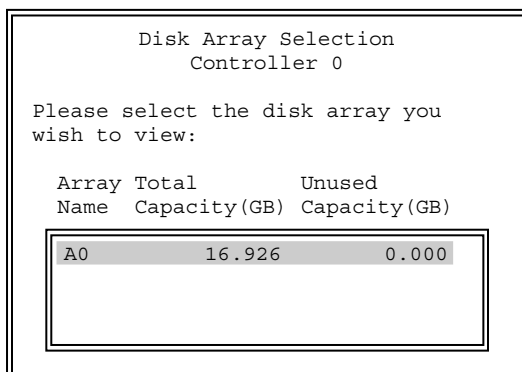 Disk Array Selection
Controller 0
Please select the disk array you
wish to view:
Array Total Unused
Name Capacity(GB) Capacity(GB)
A0 16.926 0.000